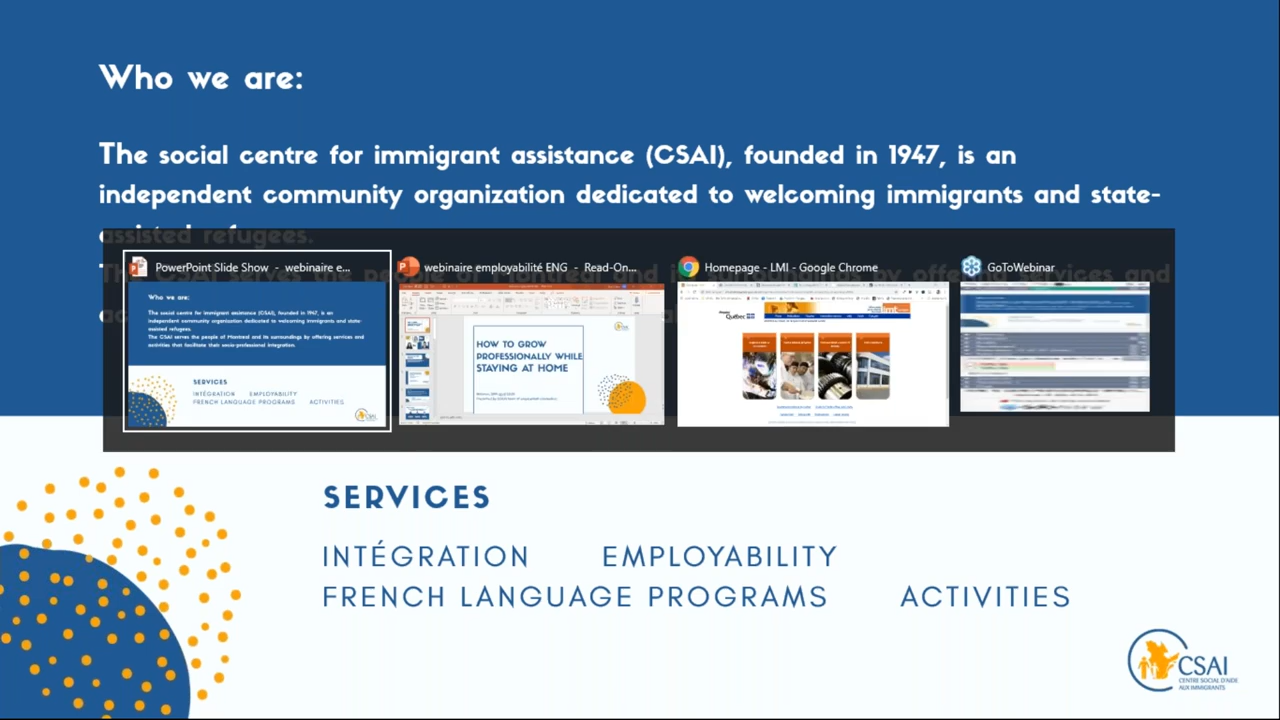 Who we are:
The social centre for immigrant assistance (CSAI), founded in 1947, is an
independent community organization dedicated to welcoming immigrants and state-
assisted refugees.
PowerPoint Slide Show - webinaire e...
webinaire employabilité ENG - Read-On...
Homepage - LMI - Google Chrome
GoToWebinar
Who we are:
The social centre for immigrant assistance (CSAI), founded in 1947, is an
independent community organization dedicated to welcoming immigrants and state-
assisted refugees.
The CSAI serves the people of Montreal and its surroundings by offering services and
activities that facilitate their socio-professional integration.
SERVICES
INTÉGRATION EMPLOYABILITY
FRENCH LANGUAGE PROGRAMS ACTIVITIES
CSAI
HOW TO GROW
PROFESSIONALLY WHILE
STAYING AT HOME
Québec
SERVICES
INTÉGRATION EMPLOYABILITY
FRENCH LANGUAGE PROGRAMS ACTIVITIES
CSAI
CENTRE SOCIAL D'AIDE
AUX IMMIGRANTS